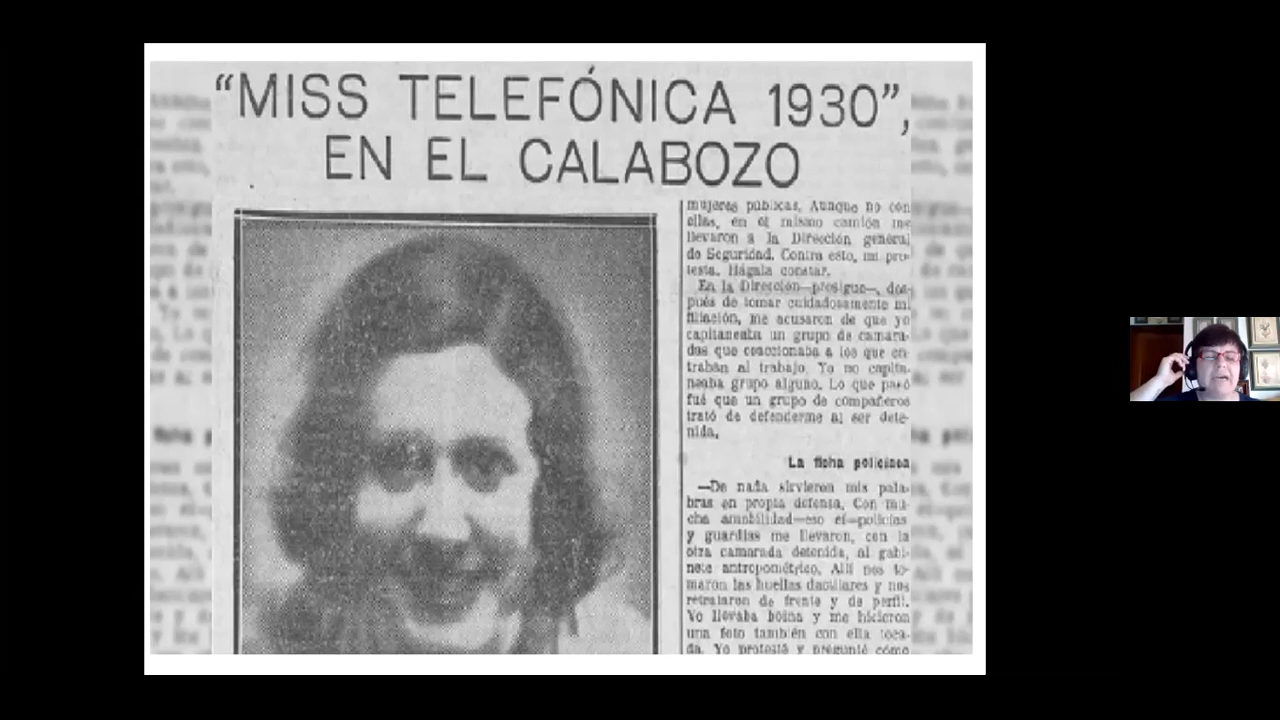 “MISS TELEFÓNICA 1930”,
EN EL CALABOZO
mujeres públicas. Aunque no con
ellas, en el mismo camión me
llevaron a la Dirección general
de Seguridad. Contra esto, mi pro-
testa. Hágala constar.
En la Dirección—prosigue—, des-
pués de tomar cuidadosamente mi
filiación, me acusaron de que yo
capitaneaba un grupo de camara-
das que coaccionaba a los que en-
traban al trabajo. Yo no capita-
neaba grupo alguno. Lo que pasó
fué que un grupo de compañeros
trató de defenderme al ser dete-
nida.
La ficha policíaca
—De nada sirvieron mis pala-
bras en propia defensa. Con mu-
cha amabilidad—eso sí—policías
y guardias me llevaron, con la
otra camarada detenida, al gabi-
nete antropométrico. Allí nos to-
maron las huellas dactilares y nos
retrataron de frente y de perfil.
Yo llevaba boina y me hicieron
una foto también con ella toca-
da. Yo protesté y pregunté cómo